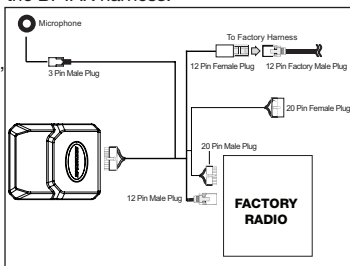 Microphone
To Factory Harness
3 Pin Male Plug
12 Pin Female Plug
12 Pin Factory Male Plug
20 Pin Female Plug
20 Pin Male Plug
12 Pin Male Plug
FACTORY
RADIO